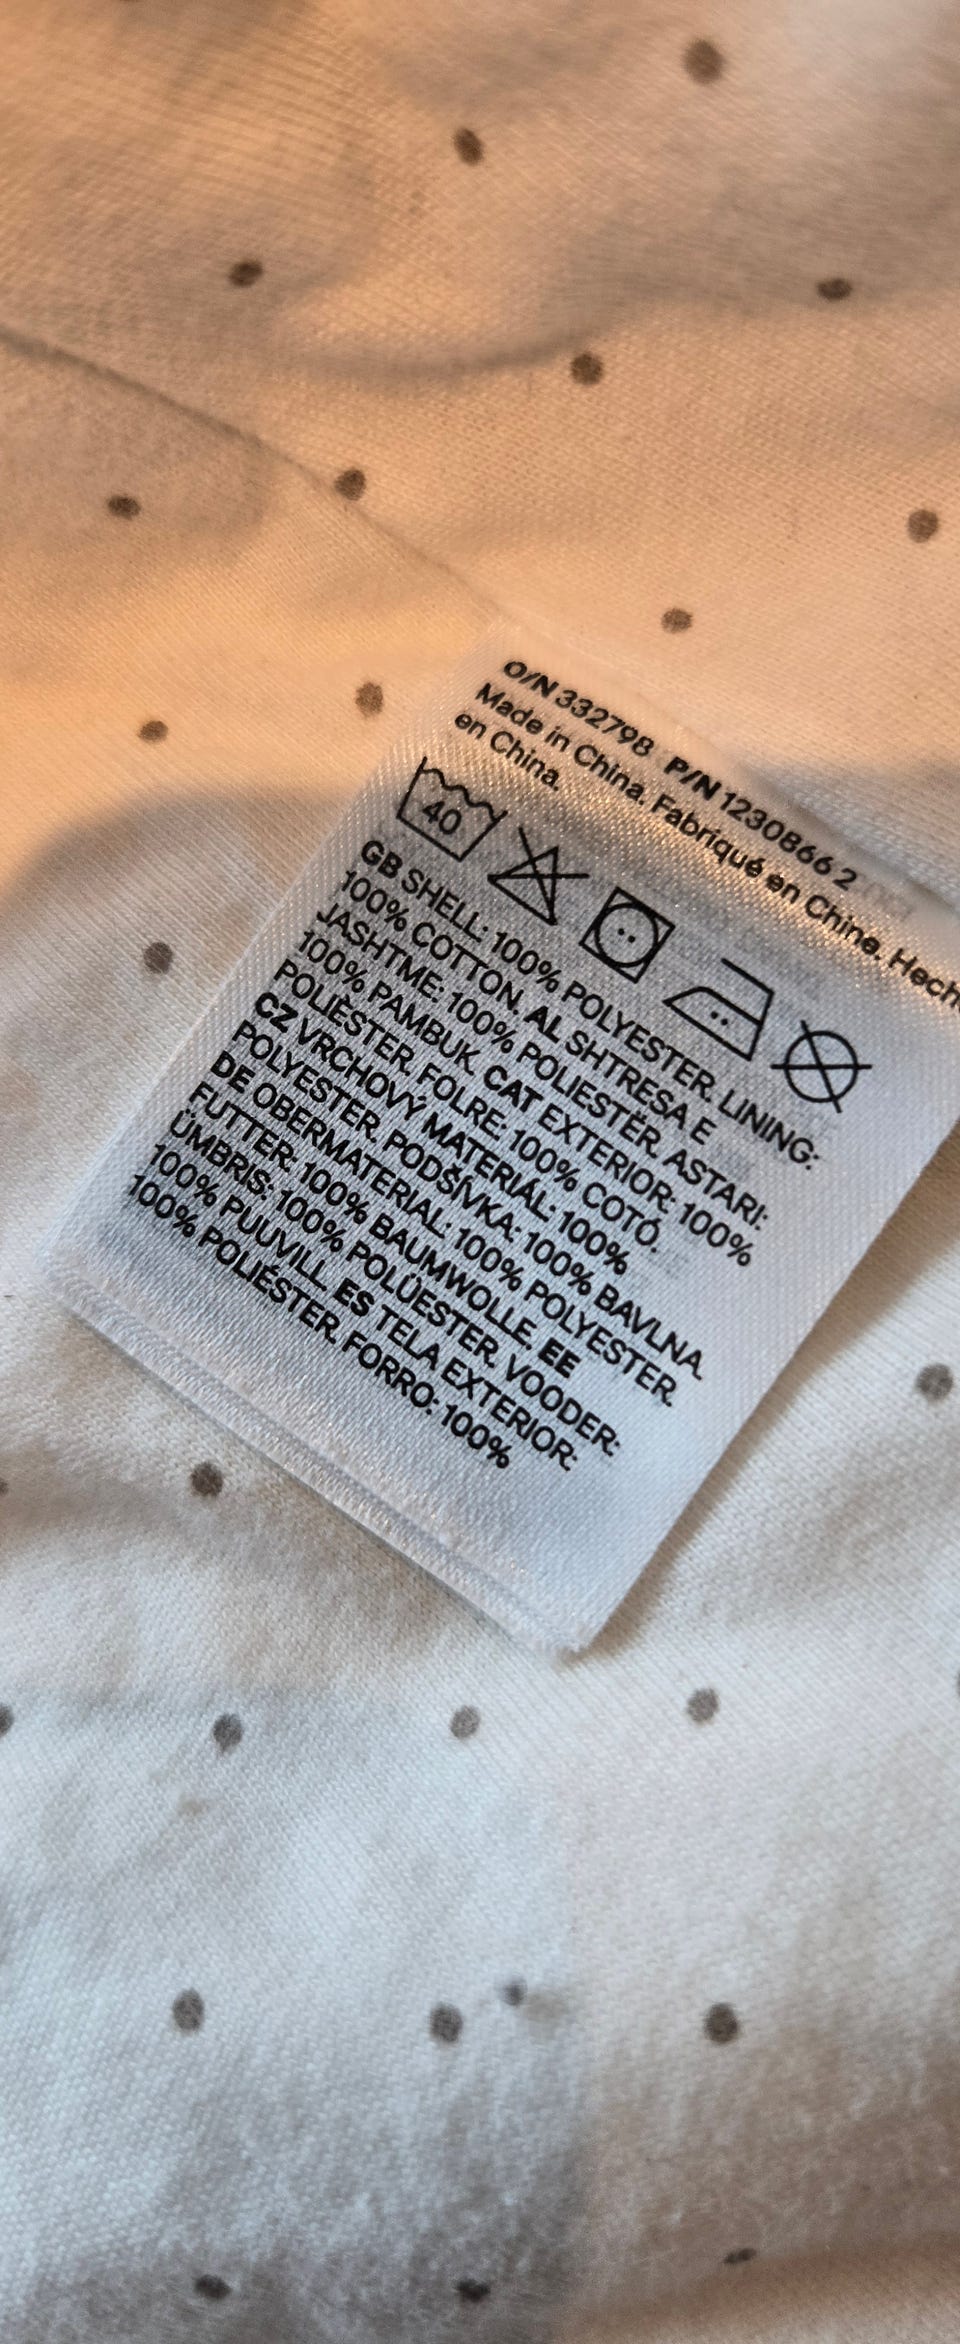 O/N 332798 P/N 1230866 2
Made in China. Fabriqué en Chine. Hecho
en China.
40
GB SHELL: 100% POLYESTER. LINING:
100% COTTON. AL SHTRESA E
JASHTME: 100% POLIESTËR. ASTARI:
100% PAMBUK. CAT EXTERIOR: 100%
POLIÈSTER. FOLRE: 100% COTÓ.
CZ VRCHOVÝ MATERIÁL: 100%
POLYESTER. PODŠÍVKA: 100% BAVLNA.
DE OBERMATERIAL: 100% POLYESTER.
FUTTER: 100% BAUMWOLLE. EE
ÜMBRIS: 100% POLÜESTER. VOODER:
100% PUUVILL. ES TELA EXTERIOR:
100% POLIÉSTER. FORRO: 100%